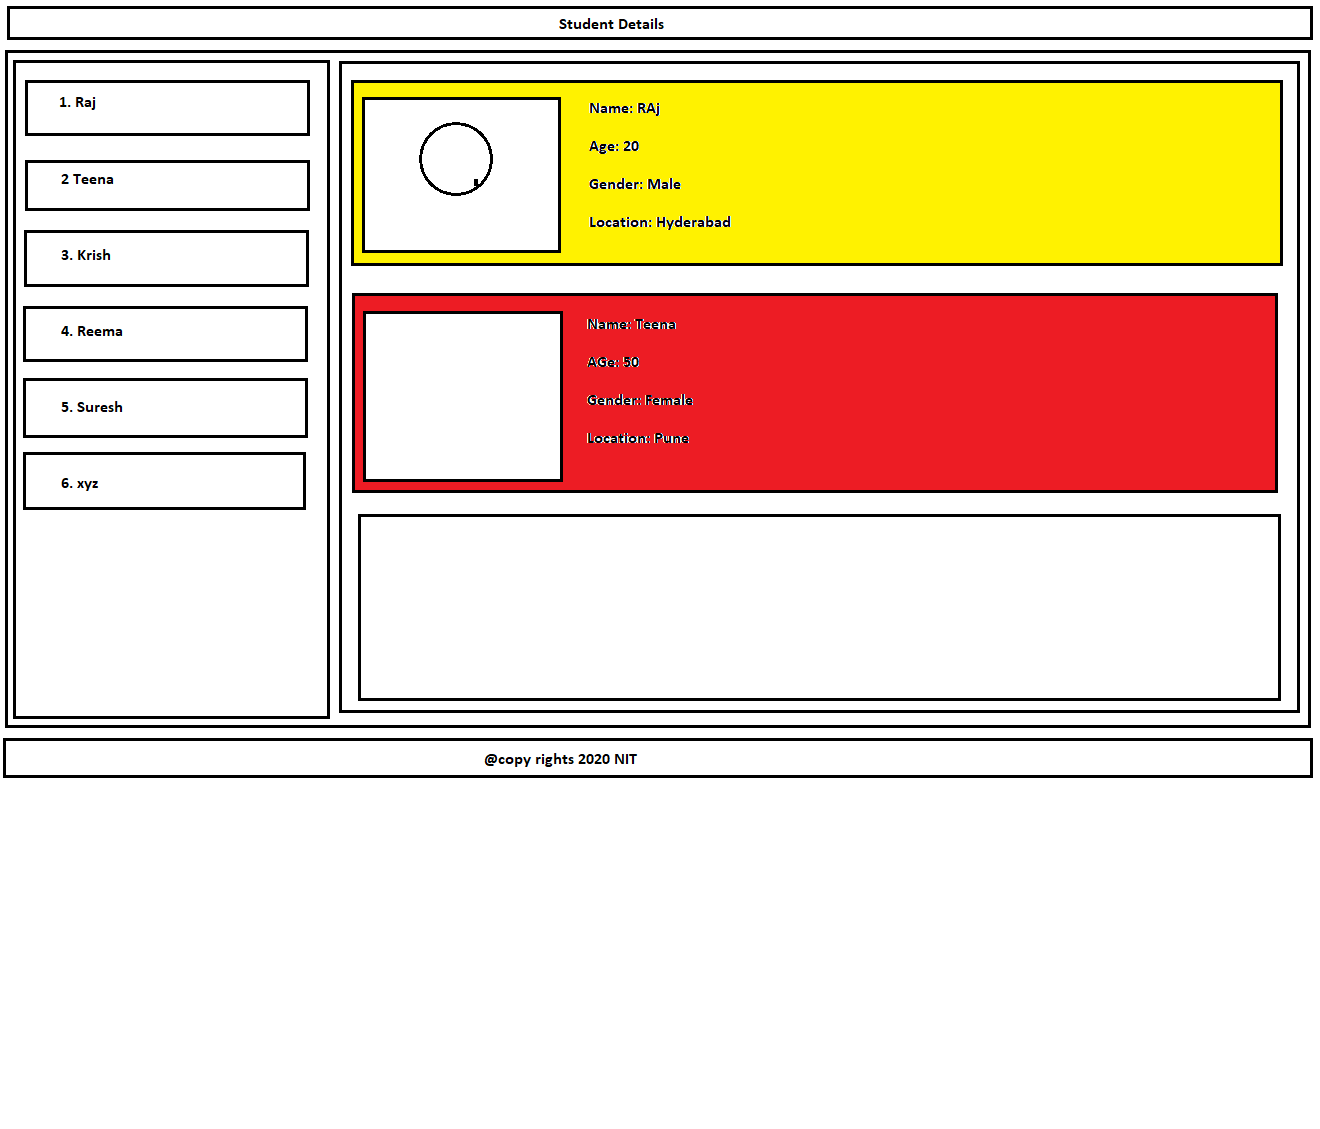 Student Details
1. Raj
2 Teena
3. Krish
4. Reema
5. Suresh
6. xyz
Name: RAj
Age: 20
Gender: Male
Location: Hyderabad
Name: Teena
AGe: 50
Gender: Female
Location: Pune
@copy rights 2020 NIT